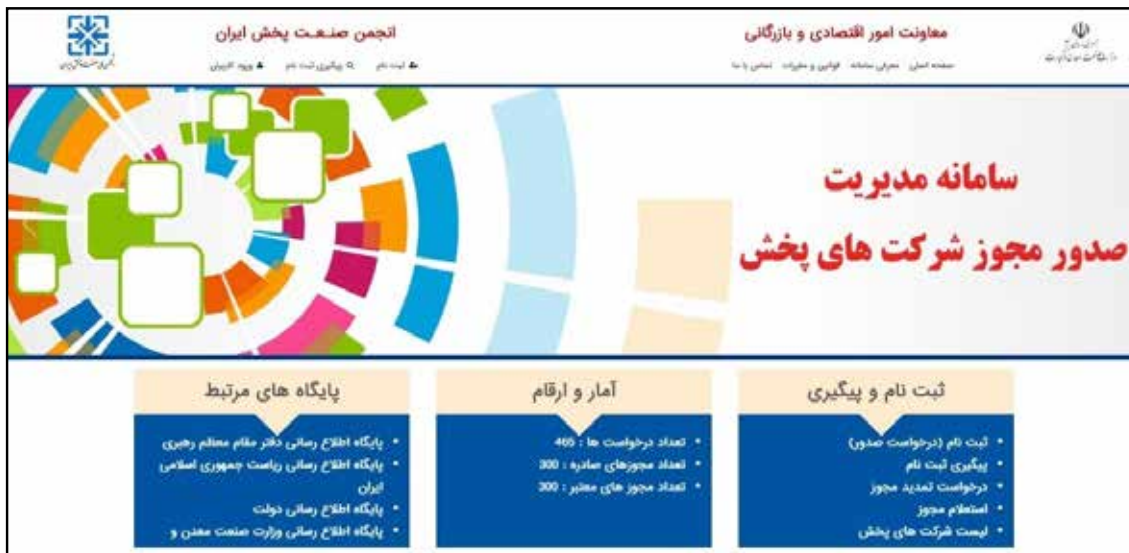 معاونت امور اقتصادی و بازرگانی
صفحه اصلی معرفی سامانه قوانین و مقررات تماس با ما
انجمن صنعت پخش ایران
ثبت نام پیگیری ثبت نام ورود کاربران
سامانه مدیریت
صدور مجوز شرکت های پخش
ثبت نام و پیگیری
• ثبت نام (درخواست صدور)
• پیگیری ثبت نام
• درخواست تمدید مجوز
• استعلام مجوز
• لیست شرکت های پخش
آمار و ارقام
• تعداد درخواست ها : 465
• تعداد مجوزهای صادره : 300
• تعداد مجوز های معتبر : 300
پایگاه های مرتبط
• پایگاه اطلاع رسانی دفتر مقام معظم رهبری
• پایگاه اطلاع رسانی ریاست جمهوری اسلامی
ایران
• پایگاه اطلاع رسانی دولت
• پایگاه اطلاع رسانی وزارت صنعت معدن و